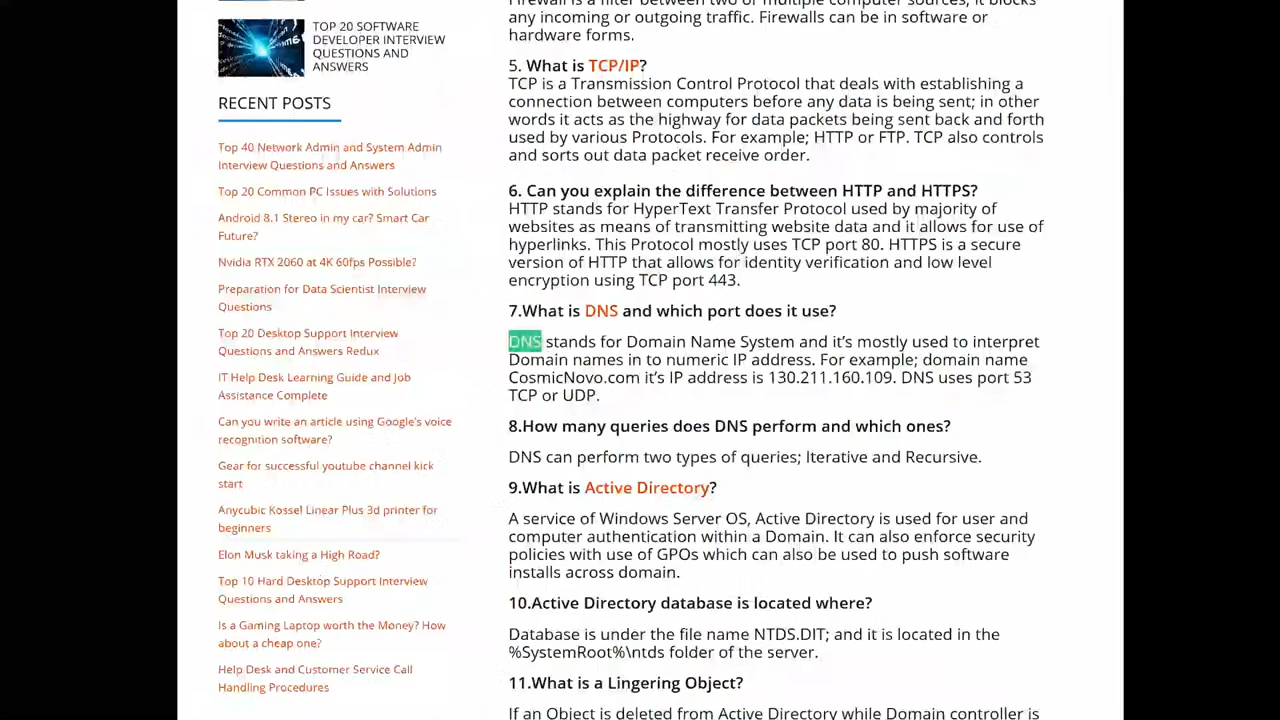 TOP 20 SOFTWARE
DEVELOPER INTERVIEW
QUESTIONS AND
ANSWERS
RECENT POSTS
Top 40 Network Admin and System Admin
Interview Questions and Answers
Top 20 Common PC Issues with Solutions
Android 8.1 Stereo in my car? Smart Car
Future?
Nvidia RTX 2060 at 4K 60fps Possible?
Preparation for Data Scientist Interview
Questions
Top 20 Desktop Support Interview
Questions and Answers Redux
IT Help Desk Learning Guide and Job
Assistance Complete
Can you write an article using Google's voice
recognition software?
Gear for successful youtube channel kick
start
Anycubic Kossel Linear Plus 3d printer for
beginners
Elon Musk taking a High Road?
Top 10 Hard Desktop Support Interview
Questions and Answers
Is a Gaming Laptop worth the Money? How
about a cheap one?
Help Desk and Customer Service Call
Handling Procedures
Firewall is a filter between two or multiple computer sources, it blocks
any incoming or outgoing traffic. Firewalls can be in software or
hardware forms.
5. What is TCP/IP?
TCP is a Transmission Control Protocol that deals with establishing a
connection between computers before any data is being sent; in other
words it acts as the highway for data packets being sent back and forth
used by various Protocols. For example; HTTP or FTP. TCP also controls
and sorts out data packet receive order.
6. Can you explain the difference between HTTP and HTTPS?
HTTP stands for HyperText Transfer Protocol used by majority of
websites as means of transmitting website data and it allows for use of
hyperlinks. This Protocol mostly uses TCP port 80. HTTPS is a secure
version of HTTP that allows for identity verification and low level
encryption using TCP port 443.
7.What is DNS and which port does it use?
DNS stands for Domain Name System and it's mostly used to interpret
Domain names in to numeric IP address. For example; domain name
CosmicNovo.com it's IP address is 130.211.160.109. DNS uses port 53
TCP or UDP.
8.How many queries does DNS perform and which ones?
DNS can perform two types of queries; Iterative and Recursive.
9.What is Active Directory?
A service of Windows Server OS, Active Directory is used for user and
computer authentication within a Domain. It can also enforce security
policies with use of GPOs which can also be used to push software
installs across domain.
10.Active Directory database is located where?
Database is under the file name NTDS.DIT; and it is located in the
%SystemRoot%\ntds folder of the server.
11.What is a Lingering Object?
If an Object is deleted from Active Directory while Domain controller is